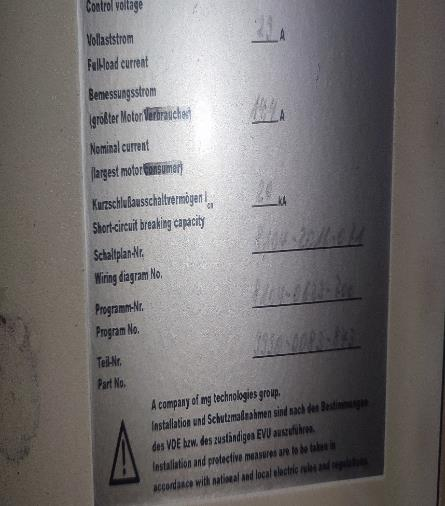 Control voltage
Vollaststrom A
Full-load current
Bemessungsstrom
(größter Motor/Verbraucher) A
Nominal current
(largest motor/consumer)
Kurzschlußausschaltvermögen Icn kA
Short-circuit breaking capacity
Schaltplan-Nr.
Wiring diagram No.
Programm-Nr.
Program No.
Teil-Nr.
Part No.
A company of mg technologies group.
Installation und Schutzmaßnahmen sind nach den Bestimmungen
des VDE bzw. des zuständigen EVU auszuführen.
Installation and protective measures are to be taken in
accordance with national and local electric rules and regulations.